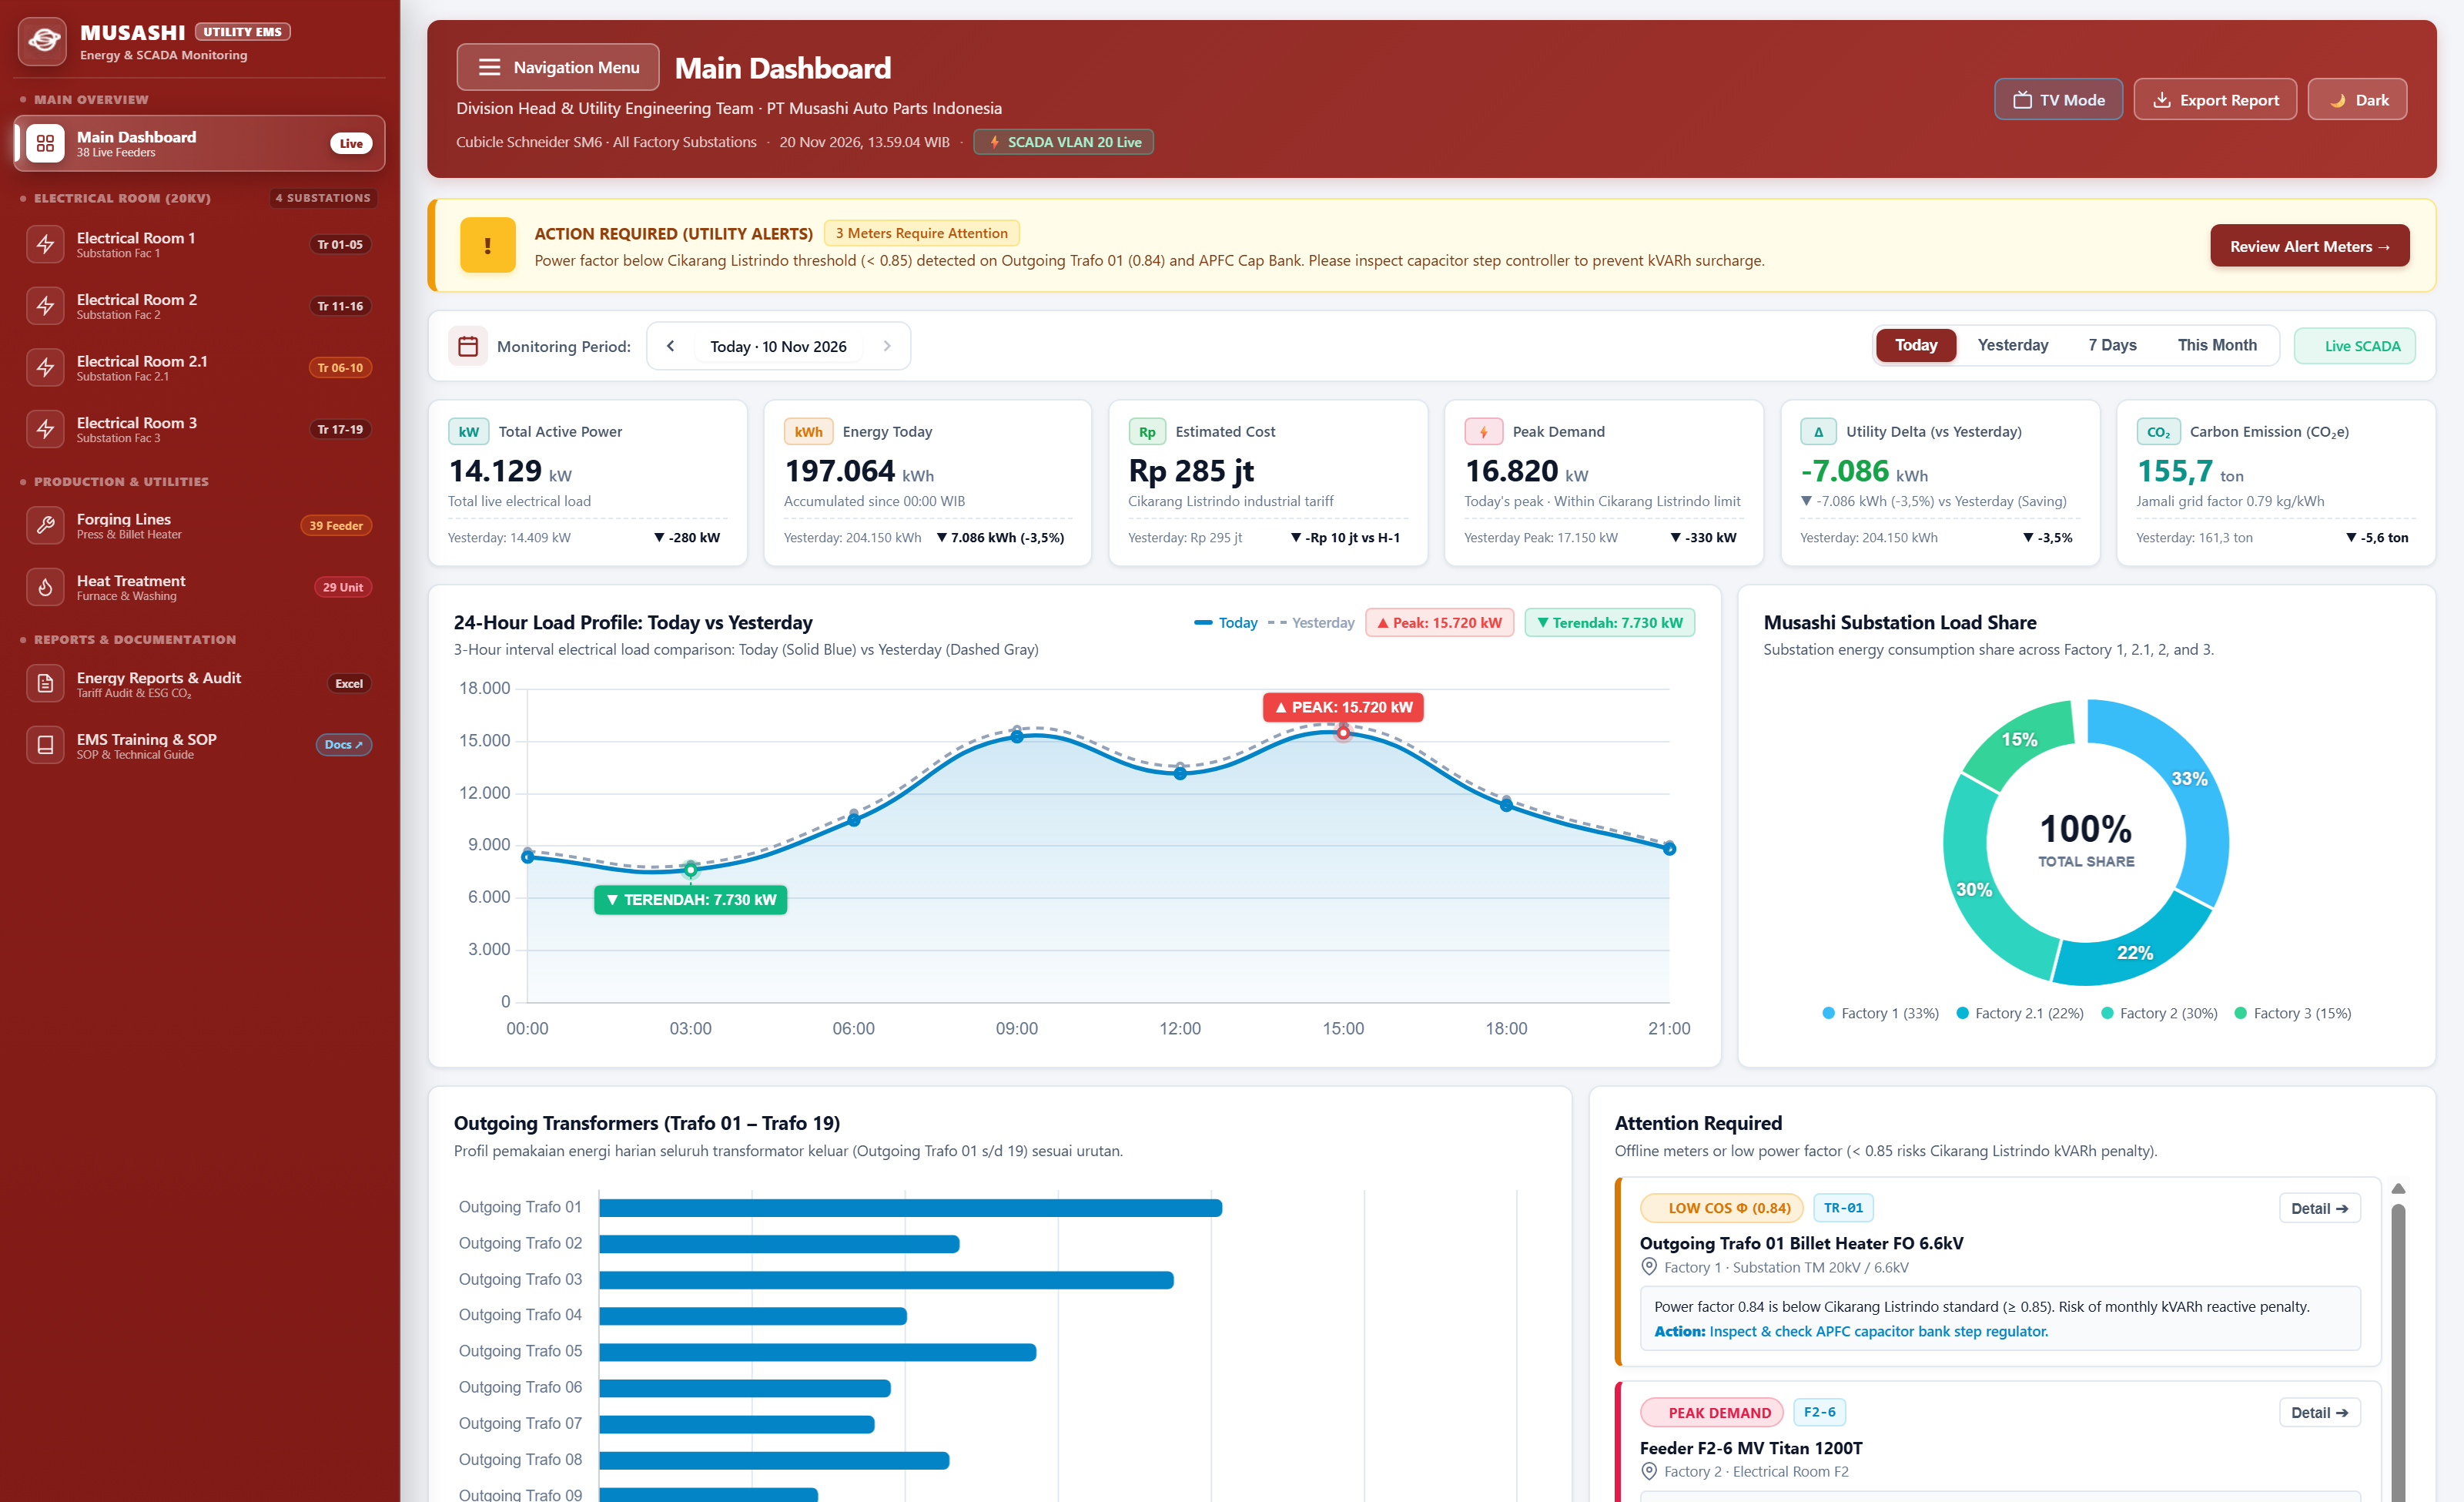 MUSASHI UTILITY EMS
Energy & SCADA Monitoring
MAIN OVERVIEW
Main Dashboard
38 Live Feeders
Live
ELECTRICAL ROOM (20KV) 4 SUBSTATIONS
Electrical Room 1
Substation Fac 1
Tr 01-05
Electrical Room 2
Substation Fac 2
Tr 11-16
Electrical Room 2.1
Substation Fac 2.1
Tr 06-10
Electrical Room 3
Substation Fac 3
Tr 17-19
PRODUCTION & UTILITIES
Forging Lines
Press & Billet Heater
39 Feeder
Heat Treatment
Furnace & Washing
29 Unit
REPORTS & DOCUMENTATION
Energy Reports & Audit
Tariff Audit & ESG CO₂
Excel
EMS Training & SOP
SOP & Technical Guide
Docs ↗
Navigation Menu Main Dashboard
Division Head & Utility Engineering Team · PT Musashi Auto Parts Indonesia
Cubicle Schneider SM6 · All Factory Substations · 20 Nov 2026, 13.59.04 WIB · SCADA VLAN 20 Live
TV Mode Export Report Dark
! ACTION REQUIRED (UTILITY ALERTS) 3 Meters Require Attention
Power factor below Cikarang Listrindo threshold (< 0.85) detected on Outgoing Trafo 01 (0.84) and APFC Cap Bank. Please inspect capacitor step controller to prevent kVARh surcharge.
Review Alert Meters →
Monitoring Period: Today · 10 Nov 2026
Today Yesterday 7 Days This Month Live SCADA
kW Total Active Power
14.129 kW
Total live electrical load
Yesterday: 14.409 kW ▼ -280 kW
kWh Energy Today
197.064 kWh
Accumulated since 00:00 WIB
Yesterday: 204.150 kWh ▼ 7.086 kWh (-3,5%)
Rp Estimated Cost
Rp 285 jt
Cikarang Listrindo industrial tariff
Yesterday: Rp 295 jt ▼ -Rp 10 jt vs H-1
Peak Demand
16.820 kW
Today's peak · Within Cikarang Listrindo limit
Yesterday Peak: 17.150 kW ▼ -330 kW
Δ Utility Delta (vs Yesterday)
-7.086 kWh
▼ -7.086 kWh (-3,5%) vs Yesterday (Saving)
Yesterday: 204.150 kWh ▼ -3,5%
CO₂ Carbon Emission (CO₂e)
155,7 ton
Jamali grid factor 0.79 kg/kWh
Yesterday: 161,3 ton ▼ -5,6 ton
24-Hour Load Profile: Today vs Yesterday
Today Yesterday ▲ Peak: 15.720 kW ▼ Terendah: 7.730 kW
3-Hour interval electrical load comparison: Today (Solid Blue) vs Yesterday (Dashed Gray)
18.000
▲ PEAK: 15.720 kW
15.000
12.000
9.000
6.000
▼ TERENDAH: 7.730 kW
3.000
0
00:00 03:00 06:00 09:00 12:00 15:00 18:00 21:00
Musashi Substation Load Share
Substation energy consumption share across Factory 1, 2.1, 2, and 3.
15%
33%
100%
TOTAL SHARE
30%
22%
Factory 1 (33%) Factory 2.1 (22%) Factory 2 (30%) Factory 3 (15%)
Outgoing Transformers (Trafo 01 – Trafo 19)
Profil pemakaian energi harian seluruh transformator keluar (Outgoing Trafo 01 s/d 19) sesuai urutan.
Outgoing Trafo 01
Outgoing Trafo 02
Outgoing Trafo 03
Outgoing Trafo 04
Outgoing Trafo 05
Outgoing Trafo 06
Outgoing Trafo 07
Outgoing Trafo 08
Outgoing Trafo 09
Attention Required
Offline meters or low power factor (< 0.85 risks Cikarang Listrindo kVARh penalty).
LOW COS Φ (0.84) TR-01 Detail →
Outgoing Trafo 01 Billet Heater FO 6.6kV
Factory 1 · Substation TM 20kV / 6.6kV
Power factor 0.84 is below Cikarang Listrindo standard (≥ 0.85). Risk of monthly kVARh reactive penalty.
Action: Inspect & check APFC capacitor bank step regulator.
PEAK DEMAND F2-6 Detail →
Feeder F2-6 MV Titan 1200T
Factory 2 · Electrical Room F2